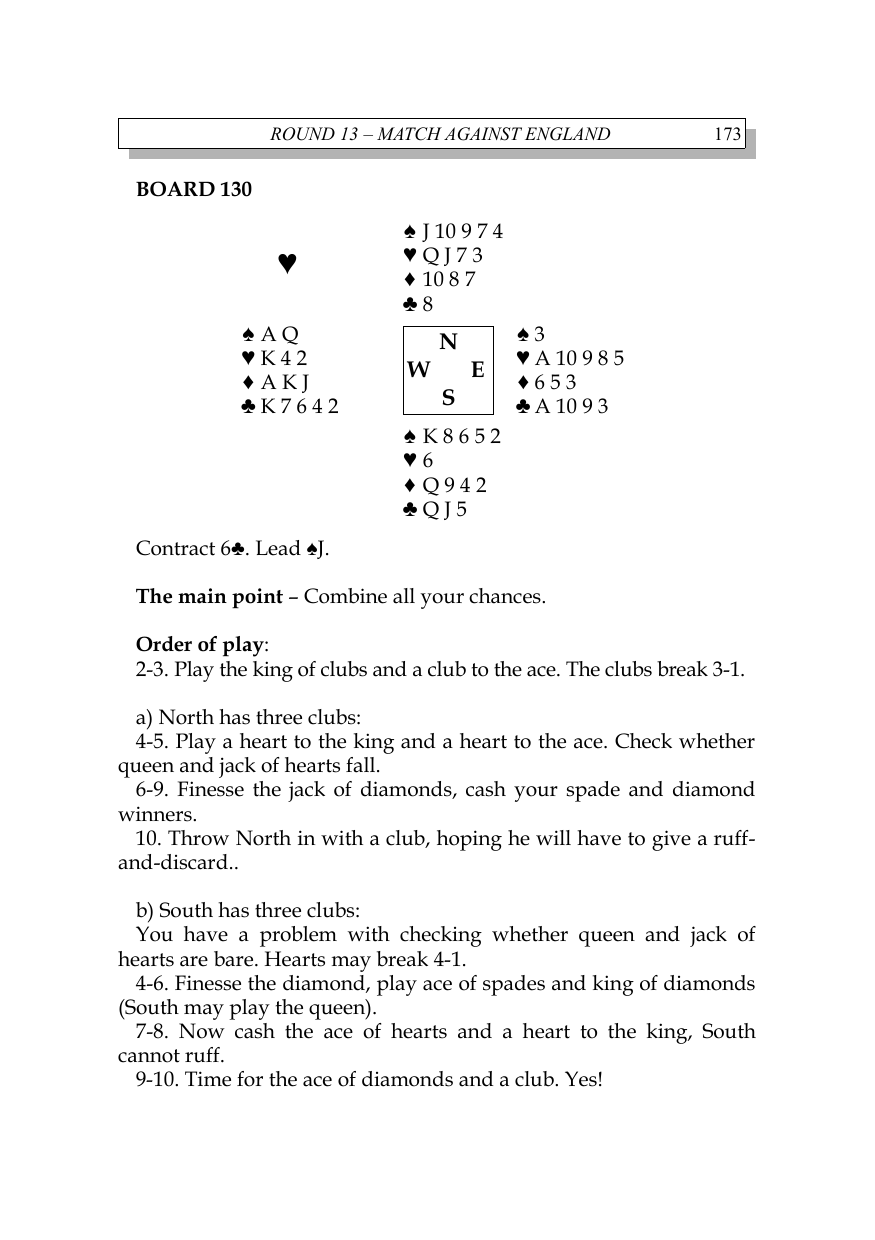 ROUND 13 – MATCH AGAINST ENGLAND 173
BOARD 130
♥
♠ J 10 9 7 4
♥ Q J 7 3
♦ 10 8 7
♣ 8
♠ A Q
♥ K 4 2
♦ A K J
♣ K 7 6 4 2
N
W E
S
♠ 3
♥ A 10 9 8 5
♦ 6 5 3
♣ A 10 9 3
♠ K 8 6 5 2
♥ 6
♦ Q 9 4 2
♣ Q J 5
Contract 6♣. Lead ♠J.
The main point – Combine all your chances.
Order of play:
2-3. Play the king of clubs and a club to the ace. The clubs break 3-1.
a) North has three clubs:
4-5. Play a heart to the king and a heart to the ace. Check whether
queen and jack of hearts fall.
6-9. Finesse the jack of diamonds, cash your spade and diamond
winners.
10. Throw North in with a club, hoping he will have to give a ruff-
and-discard..
b) South has three clubs:
You have a problem with checking whether queen and jack of
hearts are bare. Hearts may break 4-1.
4-6. Finesse the diamond, play ace of spades and king of diamonds
(South may play the queen).
7-8. Now cash the ace of hearts and a heart to the king, South
cannot ruff.
9-10. Time for the ace of diamonds and a club. Yes!